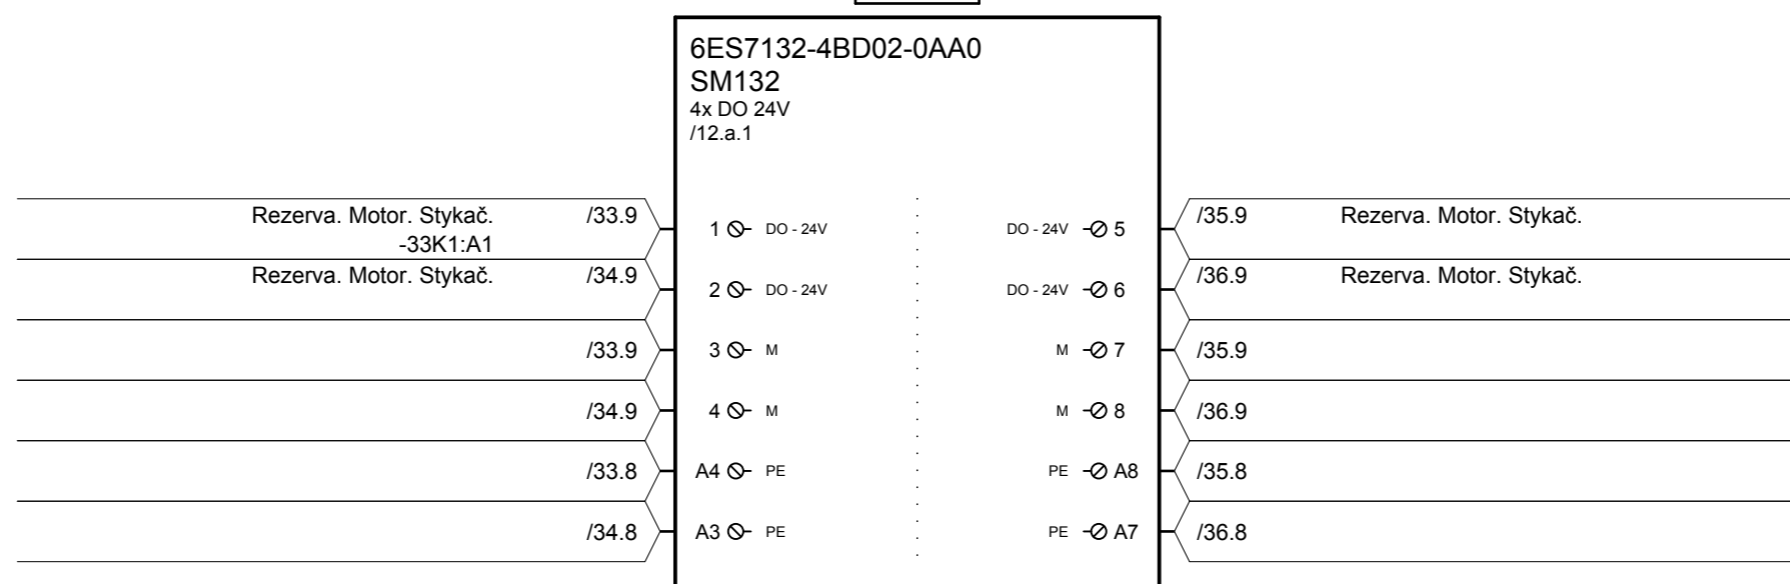 6ES7132-4BD02-0AA0
SM132
4x DO 24V
/12.a.1
Rezerva. Motor. Stykač. /33.9 1 DO - 24V DO - 24V 5 /35.9 Rezerva. Motor. Stykač.
-33K1:A1
Rezerva. Motor. Stykač. /34.9 2 DO - 24V DO - 24V 6 /36.9 Rezerva. Motor. Stykač.
/33.9 3 M M 7 /35.9
/34.9 4 M M 8 /36.9
/33.8 A4 PE PE A8 /35.8
/34.8 A3 PE PE A7 /36.8